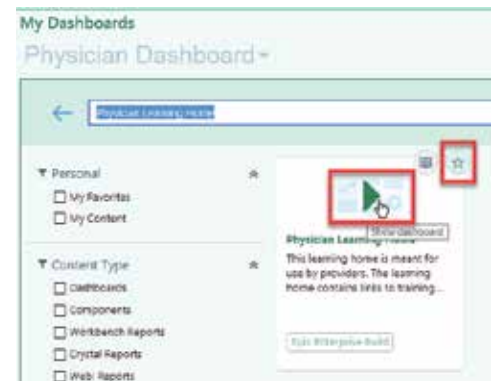 My Dashboards
Physician Dashboard
Physician Learning Home
Personal
My Favorites
My Content
Content Type
Dashboards
Components
Workbench Reports
Crystal Reports
Webi Reports
Show dashboard
Physician Learning Home
This learning home is meant for
use by providers. The learning
home contains links to training...
Epic Enterprise Build